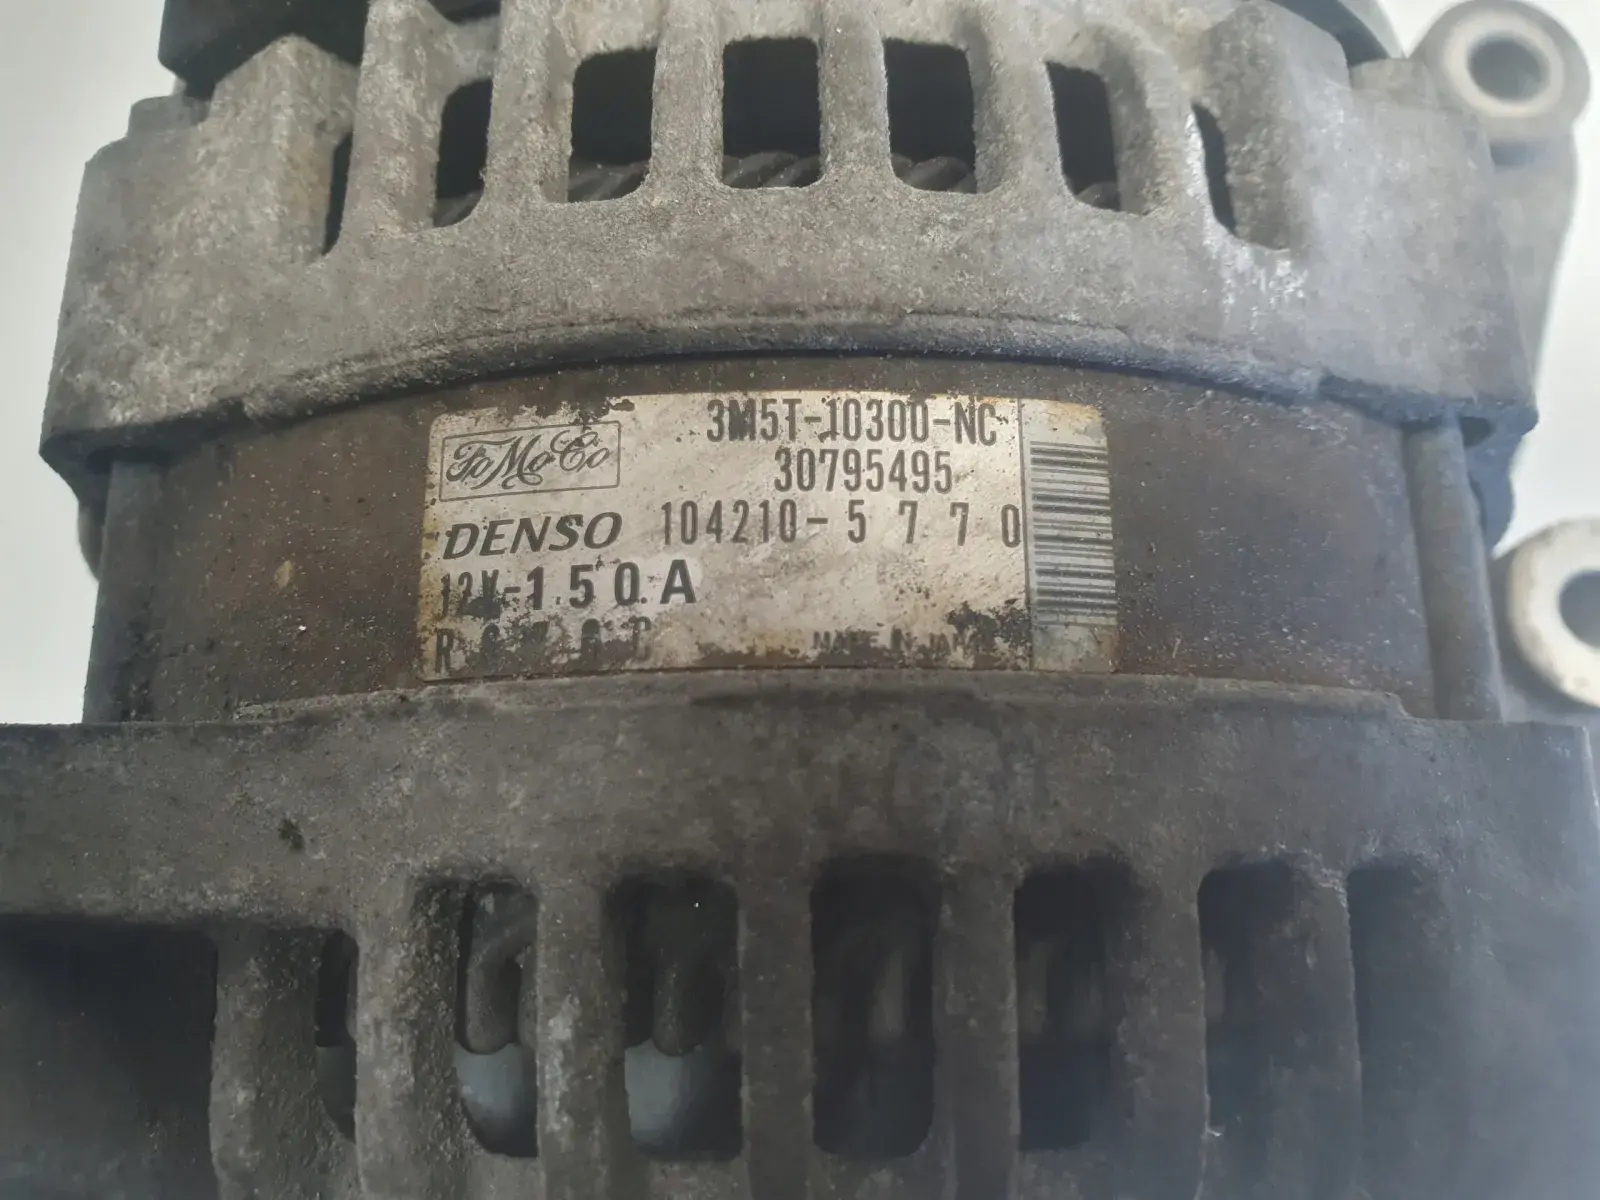 3M5T-10300-NC
FoMoCo 30795495
DENSO 104210-5770
12V-150A
MADE IN JAPAN